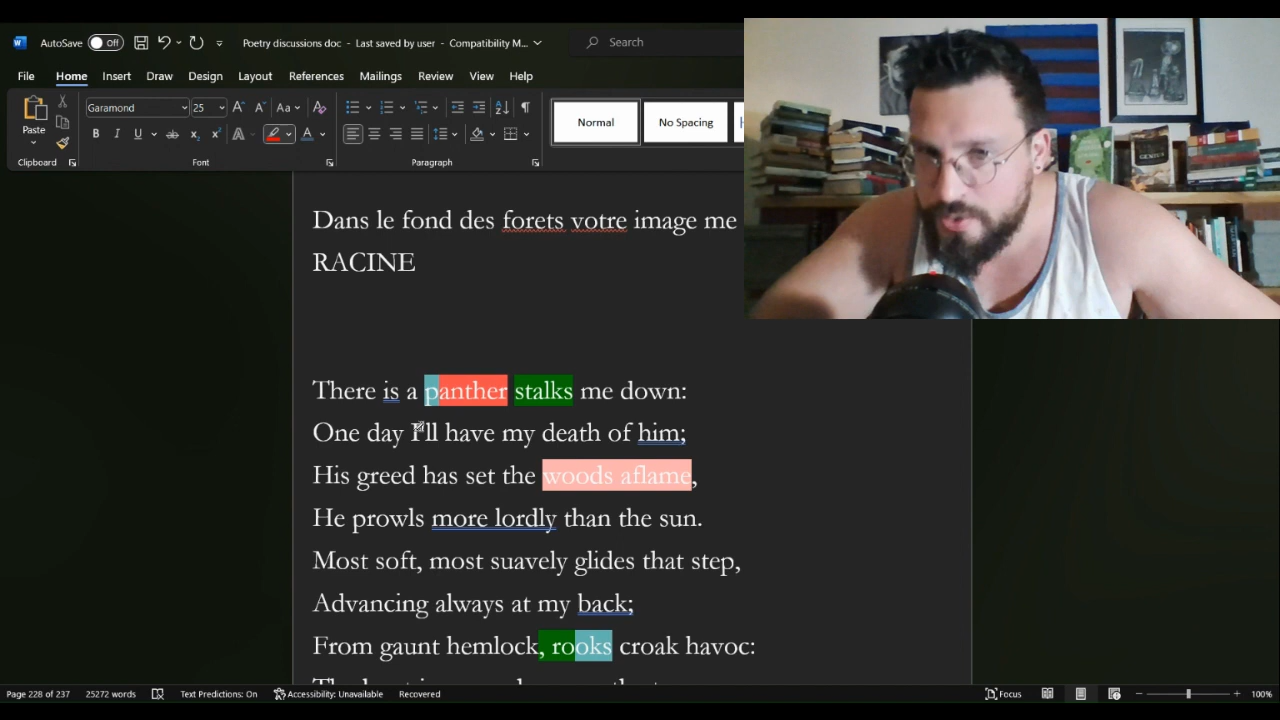 AutoSave Off Poetry discussions doc - Last saved by user - Compatibility M... Search
File Home Insert Draw Design Layout References Mailings Review View Help
Paste Garamond 25 Normal No Spacing
Clipboard Font Paragraph
Dans le fond des forets votre image me
RACINE
There is a panther stalks me down:
One day I'll have my death of him;
His greed has set the woods aflame,
He prowls more lordly than the sun.
Most soft, most suavely glides that step,
Advancing always at my back;
From gaunt hemlock, rooks croak havoc:
Page 228 of 237 25272 words Text Predictions: On Accessibility: Unavailable Recovered Focus 100%